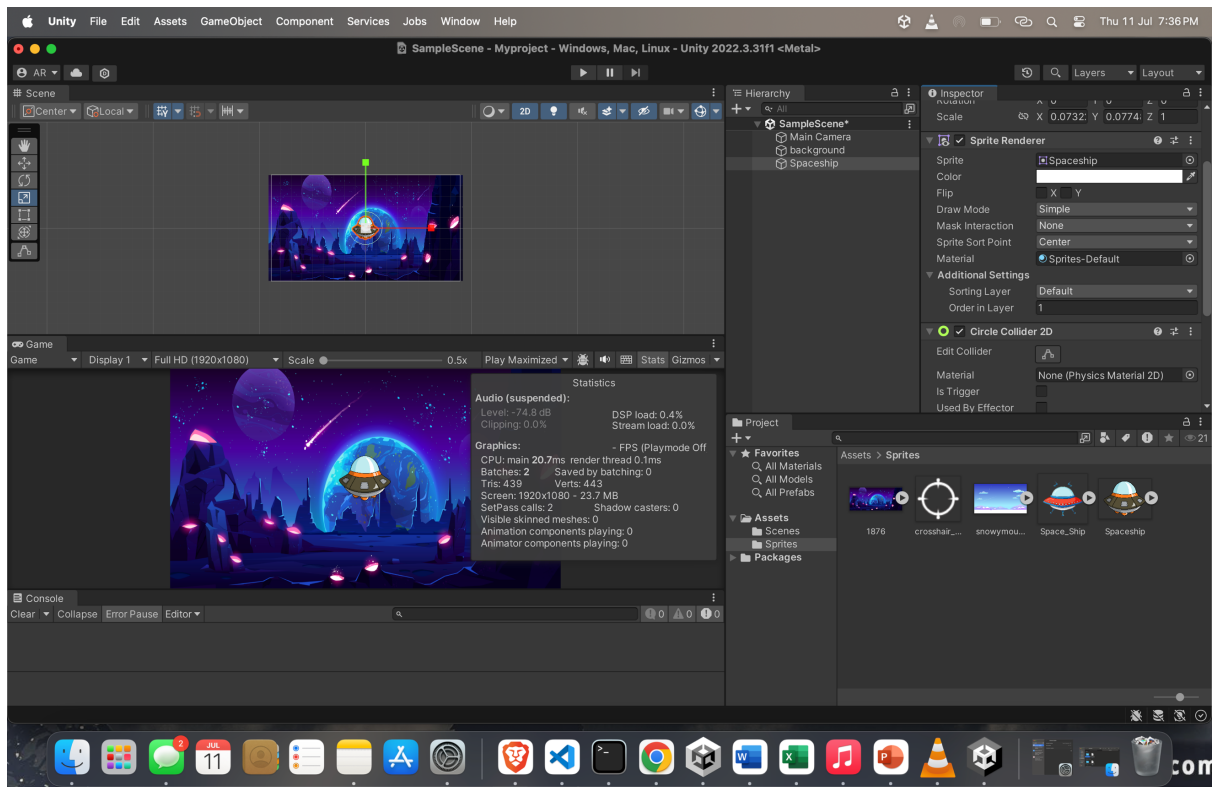 Unity File Edit Assets GameObject Component Services Jobs Window Help Thu 11 Jul 7:36 PM
SampleScene - Myproject - Windows, Mac, Linux - Unity 2022.3.31f1 <Metal>
AR Layers Layout
Scene
Center Local 2D
Game
Game Display 1 Full HD (1920x1080) Scale 0.5x Play Maximized Stats Gizmos
Statistics
Audio (suspended):
Level: -74.8 dB DSP load: 0.4%
Clipping: 0.0% Stream load: 0.0%
Graphics: - FPS (Playmode Off
CPU: main 20.7ms render thread 0.1ms
Batches: 2 Saved by batching: 0
Tris: 439 Verts: 443
Screen: 1920x1080 - 23.7 MB
SetPass calls: 2 Shadow casters: 0
Visible skinned meshes: 0
Animation components playing: 0
Animator components playing: 0
Console
Clear Collapse Error Pause Editor 0 0 0
Hierarchy
All
SampleScene*
Main Camera
background
Spaceship
Inspector
Rotation X 0 Y 0 Z 0
Scale X 0.0732 Y 0.0774 Z 1
Sprite Renderer
Sprite Spaceship
Color
Flip X Y
Draw Mode Simple
Mask Interaction None
Sprite Sort Point Center
Material Sprites-Default
Additional Settings
Sorting Layer Default
Order in Layer 1
Circle Collider 2D
Edit Collider
Material None (Physics Material 2D)
Is Trigger
Used By Effector
Project
21
Favorites
All Materials
All Models
All Prefabs
Assets
Scenes
Sprites
Packages
Assets > Sprites
1876 crosshair_... snowymou... Space_Ship Spaceship
2
JUL
11
W
X
P
com